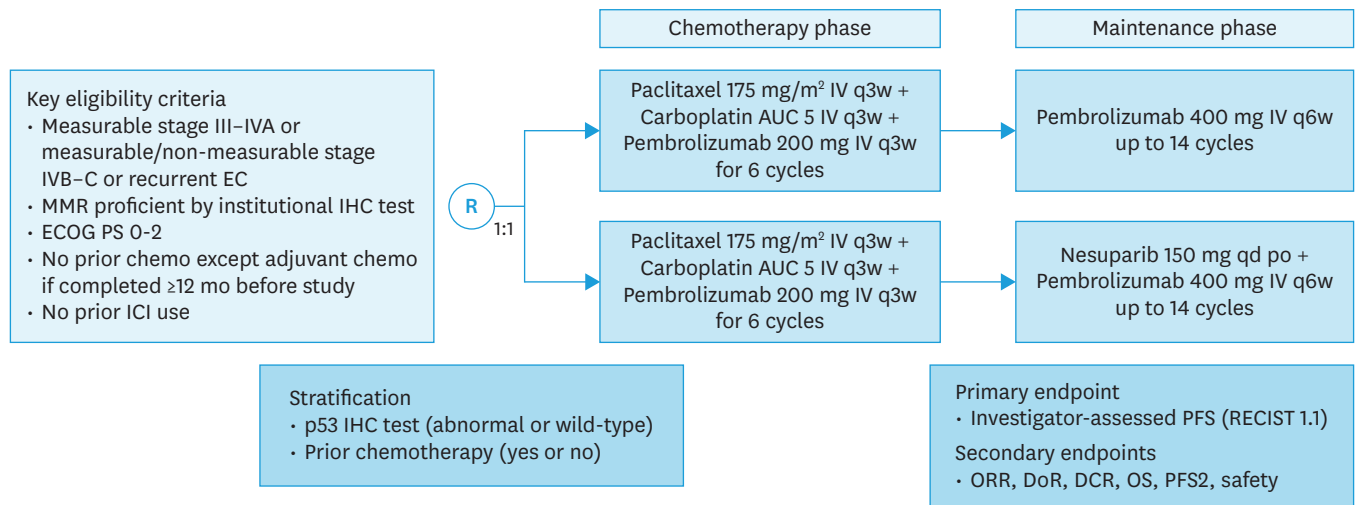 Chemotherapy phase
Maintenance phase
Key eligibility criteria
· Measurable stage III–IVA or
measurable/non-measurable stage
IVB–C or recurrent EC
· MMR proficient by institutional IHC test
· ECOG PS 0-2
· No prior chemo except adjuvant chemo
if completed ≥12 mo before study
· No prior ICI use
R
1:1
Paclitaxel 175 mg/m² IV q3w +
Carboplatin AUC 5 IV q3w +
Pembrolizumab 200 mg IV q3w
for 6 cycles
Pembrolizumab 400 mg IV q6w
up to 14 cycles
Paclitaxel 175 mg/m² IV q3w +
Carboplatin AUC 5 IV q3w +
Pembrolizumab 200 mg IV q3w
for 6 cycles
Nesuparib 150 mg qd po +
Pembrolizumab 400 mg IV q6w
up to 14 cycles
Stratification
· p53 IHC test (abnormal or wild-type)
· Prior chemotherapy (yes or no)
Primary endpoint
· Investigator-assessed PFS (RECIST 1.1)
Secondary endpoints
· ORR, DoR, DCR, OS, PFS2, safety